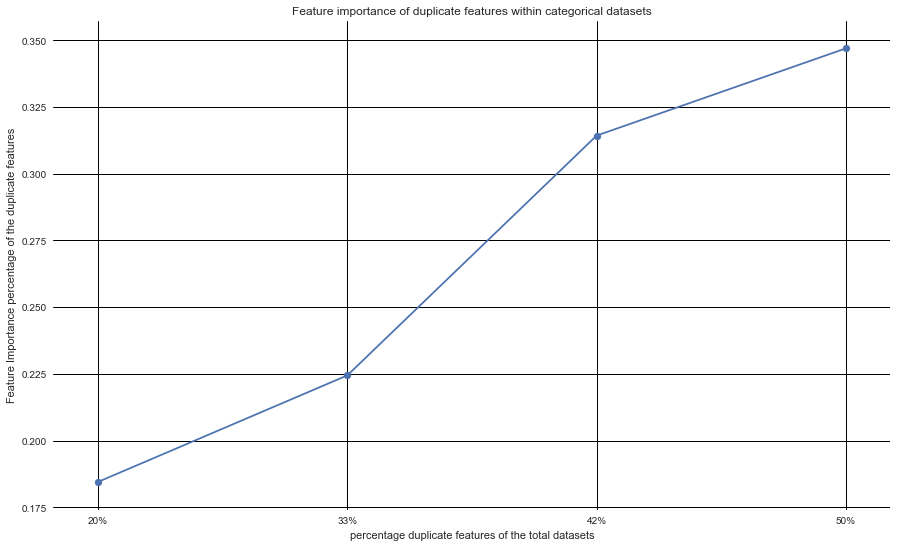 Feature importance of duplicate features within categorical datasets
Feature Importance percentage of the duplicate features
0.350
0.325
0.300
0.275
0.250
0.225
0.200
0.175
20% 33% 42% 50%
percentage duplicate features of the total datasets